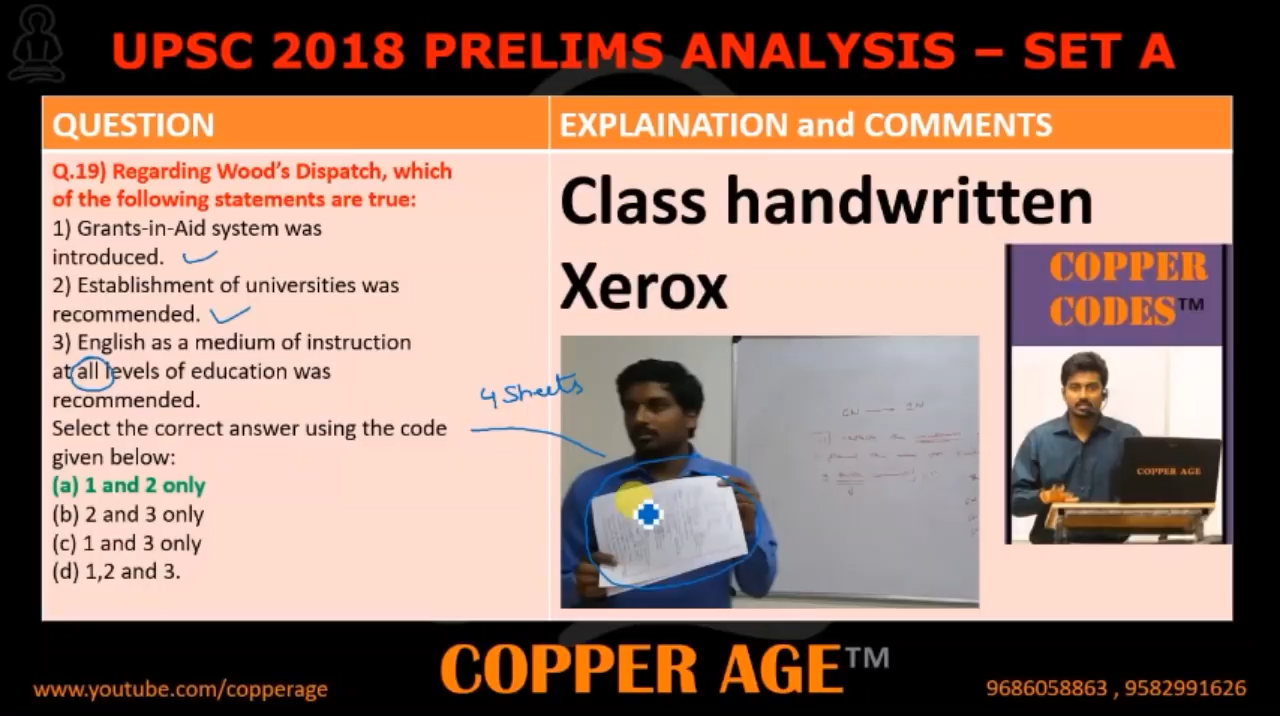 UPSC 2018 PRELIMS ANALYSIS – SET A
QUESTION
EXPLAINATION and COMMENTS
Q.19) Regarding Wood's Dispatch, which
of the following statements are true:
1) Grants-in-Aid system was
introduced.
2) Establishment of universities was
recommended.
3) English as a medium of instruction
at all levels of education was
recommended.
Select the correct answer using the code
given below:
(a) 1 and 2 only
(b) 2 and 3 only
(c) 1 and 3 only
(d) 1,2 and 3.
Class handwritten
Xerox
4 Sheets
COPPER
CODES™
COPPER AGE
COPPER AGE™
www.youtube.com/copperage
9686058863 , 9582991626